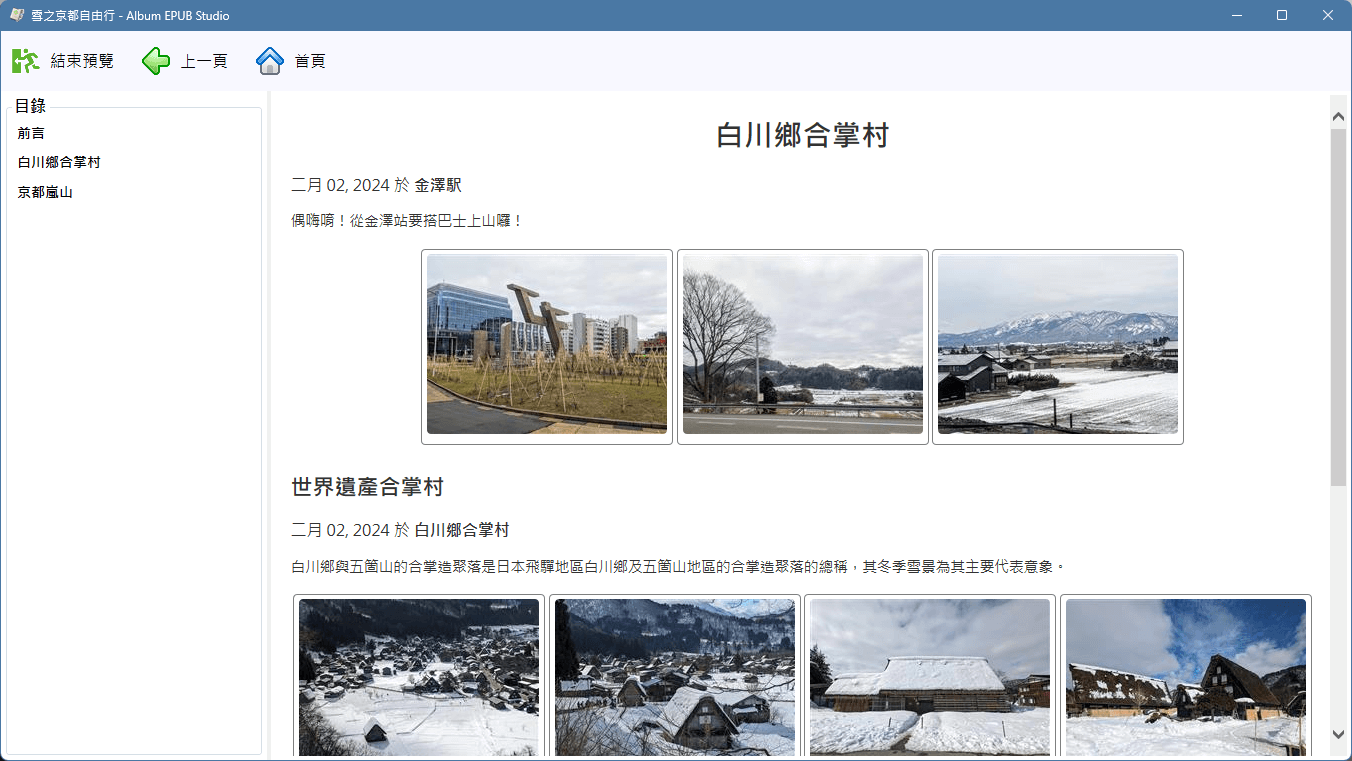 雪之京都自由行 - Album EPUB Studio
結束預覽 上一頁 首頁
目錄
前言
白川鄉合掌村
京都嵐山
白川鄉合掌村
二月 02, 2024 於 金澤駅
偶嗨唷！從金澤站要搭巴士上山囉！
世界遺產合掌村
二月 02, 2024 於 白川鄉合掌村
白川鄉與五箇山的合掌造聚落是日本飛驒地區白川鄉及五箇山地區的合掌造聚落的總稱，其冬季雪景為其主要代表意象。